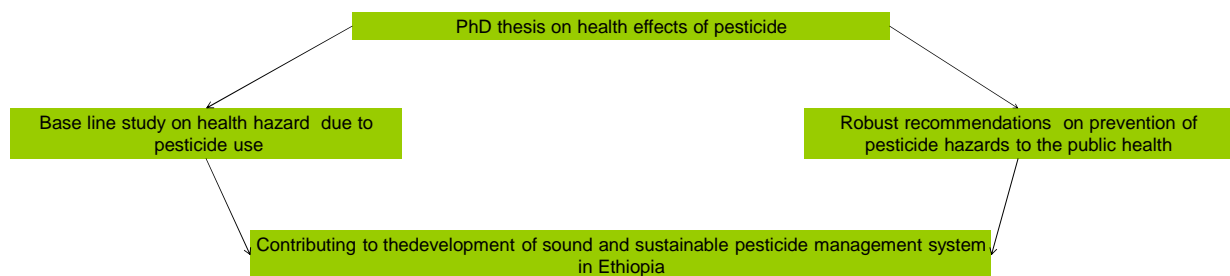 PhD thesis on health effects of pesticide
Base line study on health hazard due to
pesticide use
Robust recommendations on prevention of
pesticide hazards to the public health
Contributing to thedevelopment of sound and sustainable pesticide management system
in Ethiopia